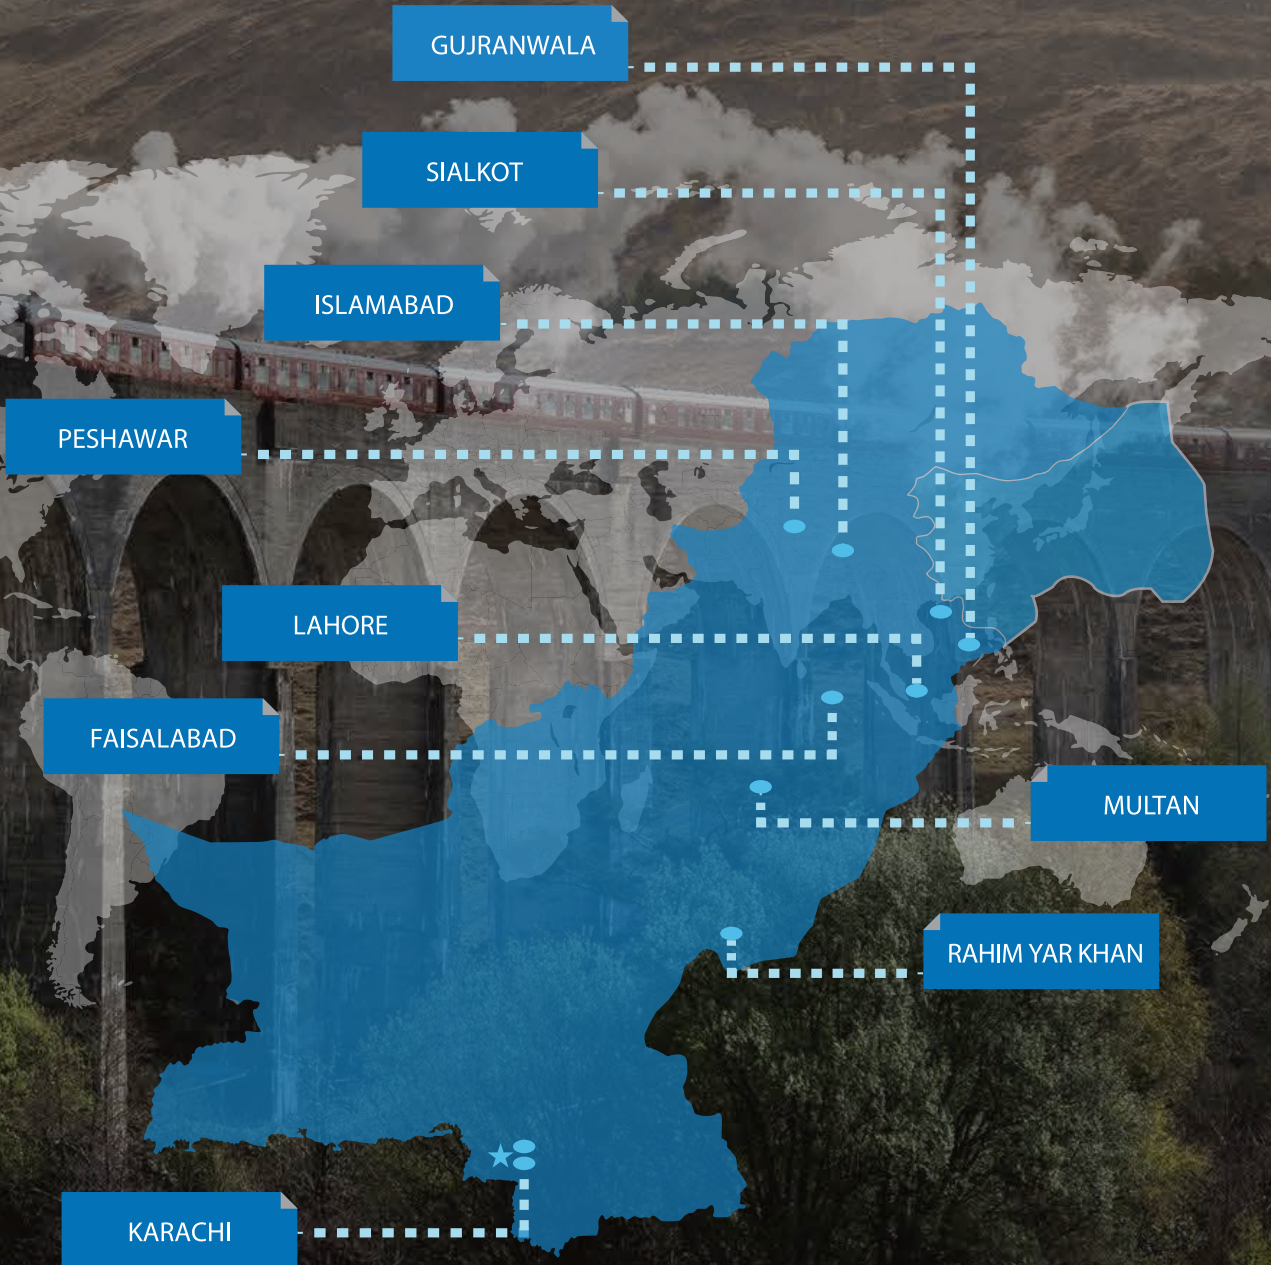 GUJRANWALA
SIALKOT
ISLAMABAD
PESHAWAR
LAHORE
FAISALABAD
MULTAN
RAHIM YAR KHAN
KARACHI